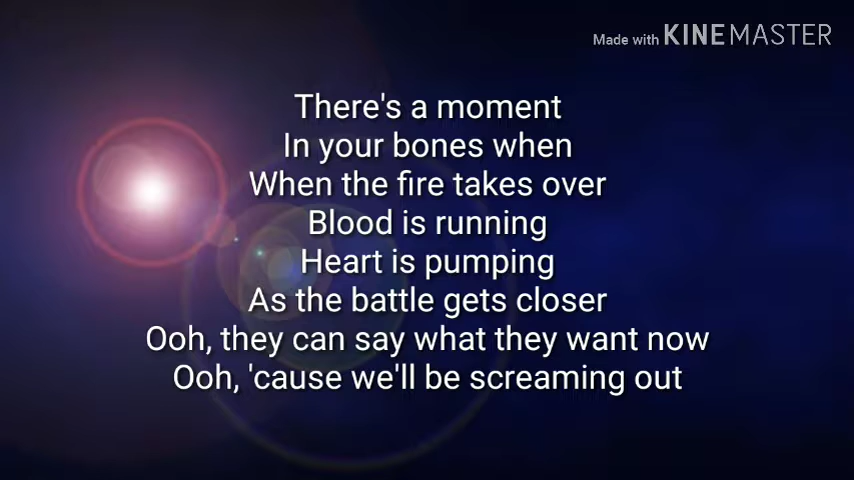 Made with KINEMASTER
There's a moment
In your bones when
When the fire takes over
Blood is running
Heart is pumping
As the battle gets closer
Ooh, they can say what they want now
Ooh, 'cause we'll be screaming out